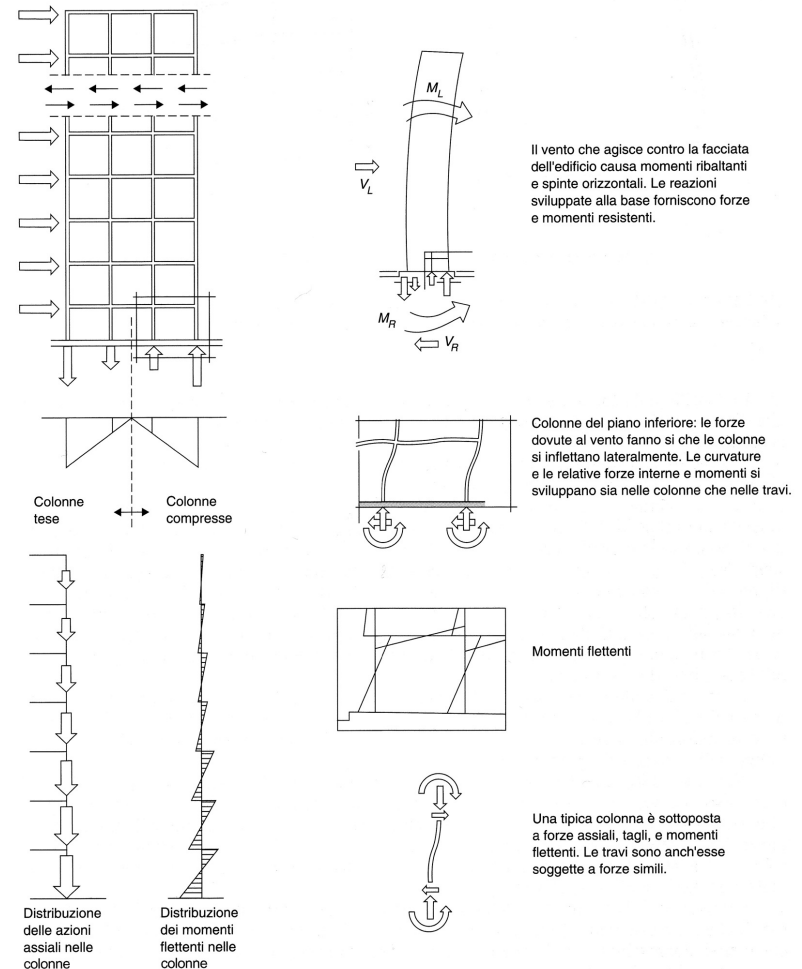 M_L
V_L
Il vento che agisce contro la facciata
dell'edificio causa momenti ribaltanti
e spinte orizzontali. Le reazioni
sviluppate alla base forniscono forze
e momenti resistenti.
M_R
V_R
Colonne
tese
Colonne
compresse
Colonne del piano inferiore: le forze
dovute al vento fanno si che le colonne
si inflettano lateralmente. Le curvature
e le relative forze interne e momenti si
sviluppano sia nelle colonne che nelle travi.
Momenti flettenti
Una tipica colonna è sottoposta
a forze assiali, tagli, e momenti
flettenti. Le travi sono anch'esse
soggette a forze simili.
Distribuzione
delle azioni
assiali nelle
colonne
Distribuzione
dei momenti
flettenti nelle
colonne